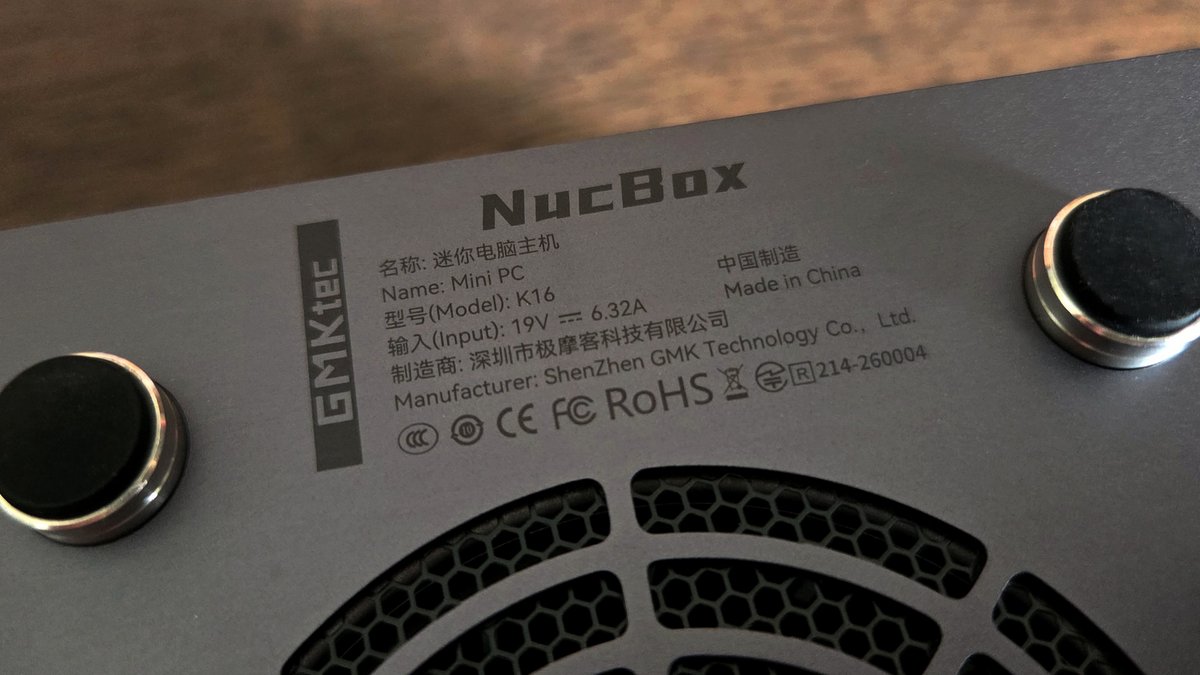 NucBox
GMKtec
名称: 迷你电脑主机
Name: Mini PC
型号(Model): K16
输入(Input): 19V ⎓ 6.32A
制造商: 深圳市极摩客科技有限公司
Manufacturer: ShenZhen GMK Technology Co., Ltd.
中国制造
Made in China
CCC 10 CE FC RoHS R 214-260004